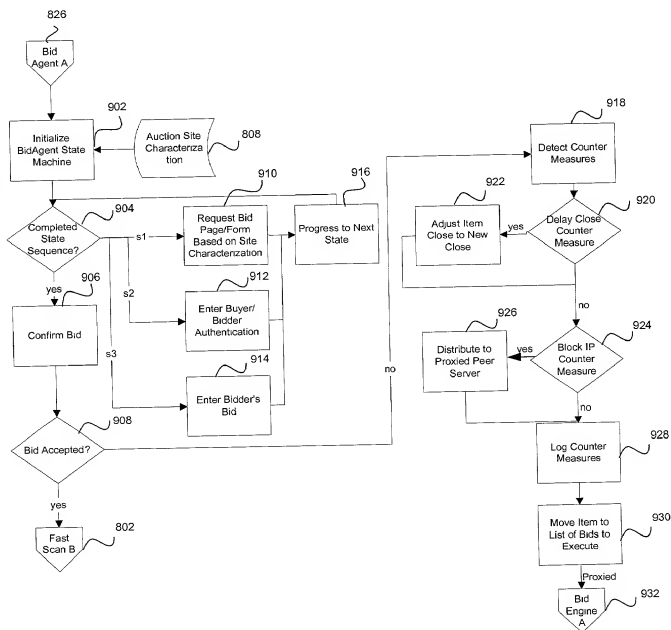 826
Bid
Agent A
902
Initialize
BidAgent State
Machine
Auction Site
Characteriza
tion
808
904
Completed
State
Sequence?
s1
s2
s3
yes
906
Confirm Bid
908
Bid Accepted?
yes
Fast
Scan B
802
910
Request Bid
Page/Form
Based on Site
Characterization
912
Enter Buyer/
Bidder
Authentication
914
Enter Bidder's
Bid
916
Progress to Next
State
no
918
Detect Counter
Measures
920
Delay Close
Counter
Measure
yes
922
Adjust Item
Close to New
Close
no
924
Block IP
Counter
Measure
yes
926
Distribute to
Proxied Peer
Server
no
928
Log Counter
Measures
930
Move Item to
List of Bids to
Execute
Proxied
Bid
Engine
A
932